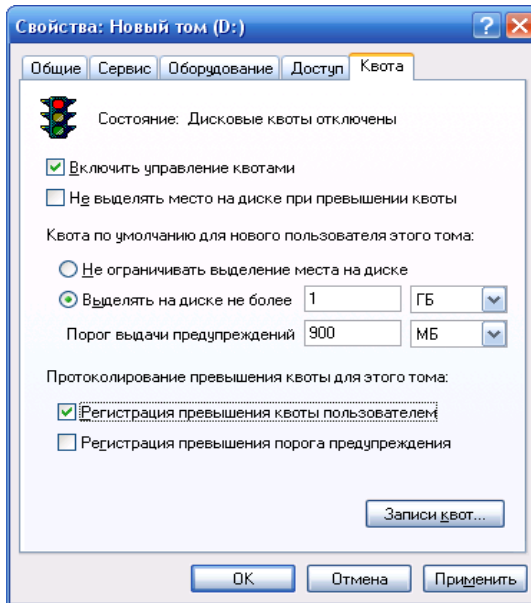 Свойства: Новый том (D:)
Общие Сервис Оборудование Доступ Квота
Состояние: Дисковые квоты отключены
Включить управление квотами
Не выделять место на диске при превышении квоты
Квота по умолчанию для нового пользователя этого тома:
Не ограничивать выделение места на диске
Выделять на диске не более 1 ГБ
Порог выдачи предупреждений 900 МБ
Протоколирование превышения квоты для этого тома:
Регистрация превышения квоты пользователем
Регистрация превышения порога предупреждения
Записи квот...
OK Отмена Применить